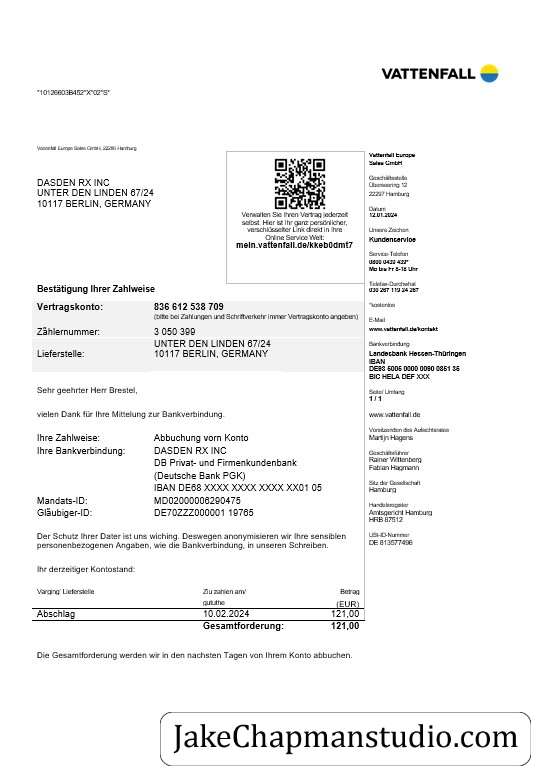 VATTENFALL
*10126603B452*X*02*S*
Vattenfall Europe Sales GmbH, 22286 Hamburg
DASDEN RX INC
UNTER DEN LINDEN 67/24
10117 BERLIN, GERMANY
Verwalten Sie Ihren Vertrag jederzeit
selbst. Hier ist Ihr ganz persönlicher,
verschlüsselter Link direkt in Ihre
Online Service Welt:
mein.vattenfall.de/kkeb0dmt7
Vattenfall Europe
Sales GmbH
Geschäftsstelle
Überseering 12
22297 Hamburg
Datum
12.01.2024
Unsere Zeichen
Kundenservice
Service-Telefon
0800 0439 439*
Mo bis Fr 8-18 Uhr
Telefax-Durchwahl
030 267 119 24 267
*kostenlos
E-Mail
www.vattenfall.de/kontakt
Bankverbindung
Landesbank Hessen-Thüringen
IBAN
DE93 5005 0000 0090 0851 35
BIC HELA DEF XXX
Seite/ Umfang
1 / 1
www.vattenfall.de
Vorsitzenden des Aufsichtsrates
Martijn Hagens
Geschäftsführer
Rainer Wittenberg
Fabian Hagmann
Sitz der Gesellschaft
Hamburg
Handelsregister
Amtsgericht Hamburg
HRB 87512
USt-ID-Nummer
DE 813577496
Bestätigung Ihrer Zahlweise
Vertragskonto: 836 612 538 709
(bitte bei Zahlungen und Schriftverkehr immer Vertragskonto angeben)
Zählernummer: 3 050 399
UNTER DEN LINDEN 67/24
Lieferstelle: 10117 BERLIN, GERMANY
Sehr geehrter Herr Brestel,
vielen Dank für Ihre Mittelung zur Bankverbindung.
Ihre Zahlweise: Abbuchung vorn Konto
Ihre Bankverbindung: DASDEN RX INC
DB Privat- und Firmenkundenbank
(Deutsche Bank PGK)
IBAN DE68 XXXX XXXX XXXX XX01 05
Mandats-ID: MD02000006290475
Gläubiger-ID: DE70ZZZ000001 19765
Der Schutz Ihrer Dater ist uns wiching. Deswegen anonymisieren wir Ihre sensiblen
personenbezogenen Angaben, wie die Bankverbindung, in unseren Schreiben.
Ihr derzeitiger Kontostand:
Varging' Lieferstelle Ziu zahlen am/ Betrag
gututhe (EUR)
Abschlag 10.02.2024 121,00
Gesamtforderung: 121,00
Die Gesamtforderung werden wir in den nachsten Tagen von Ihrem Konto abbuchen.
JakeChapmanstudio.com